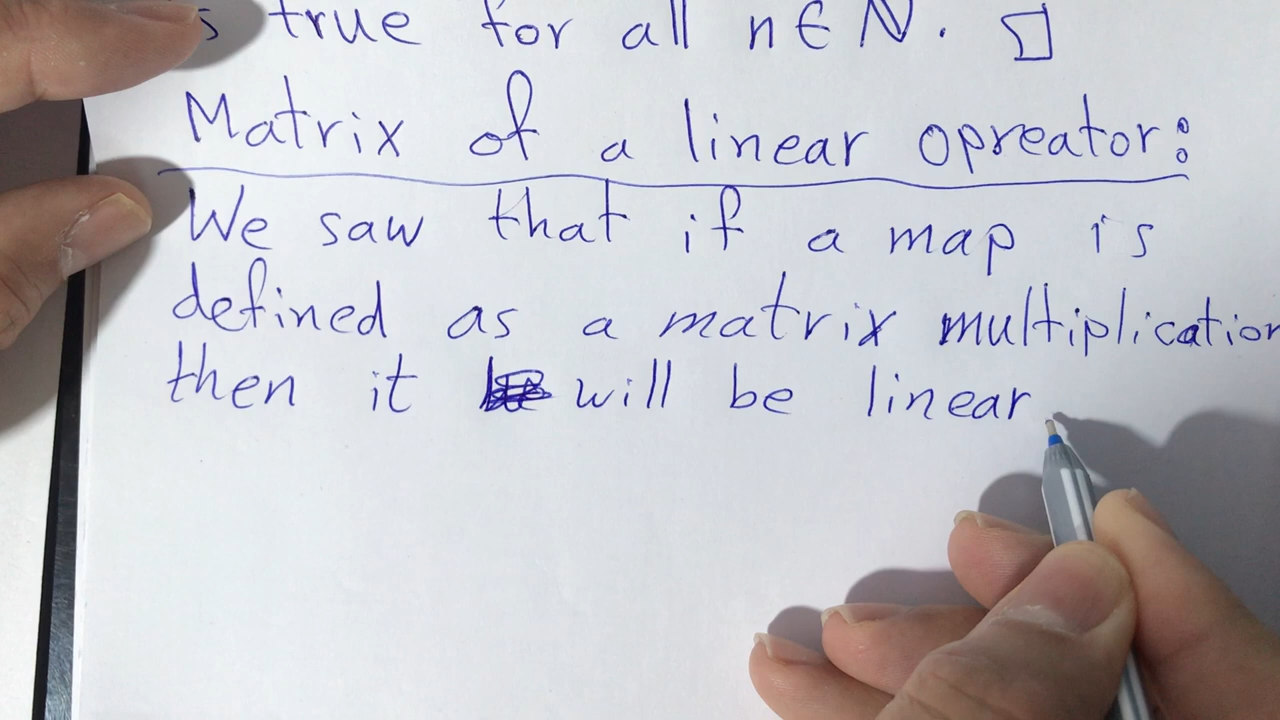 s true for all n ∈ ℕ. □
Matrix of a linear opreator:
We saw that if a map is
defined as a matrix multiplication
then it will be linear